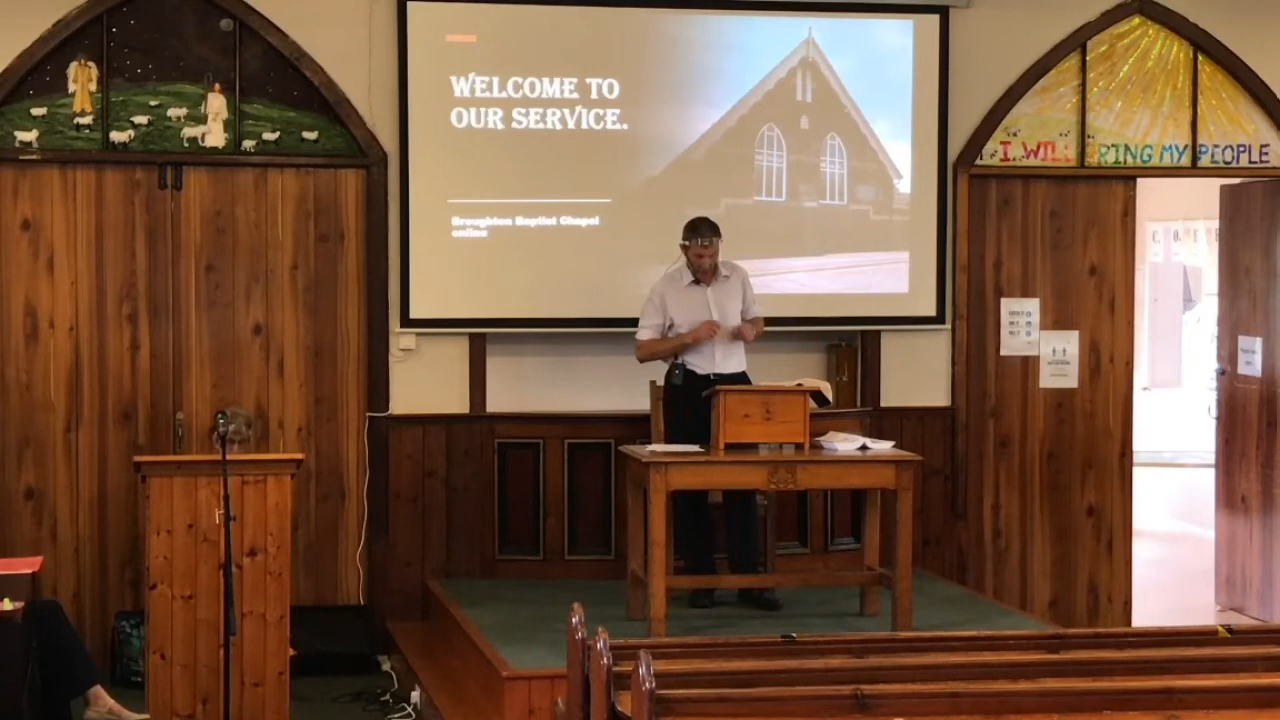 WELCOME TO
OUR SERVICE.
Broughton Baptist Chapel
online
I WILL BRING MY PEOPLE